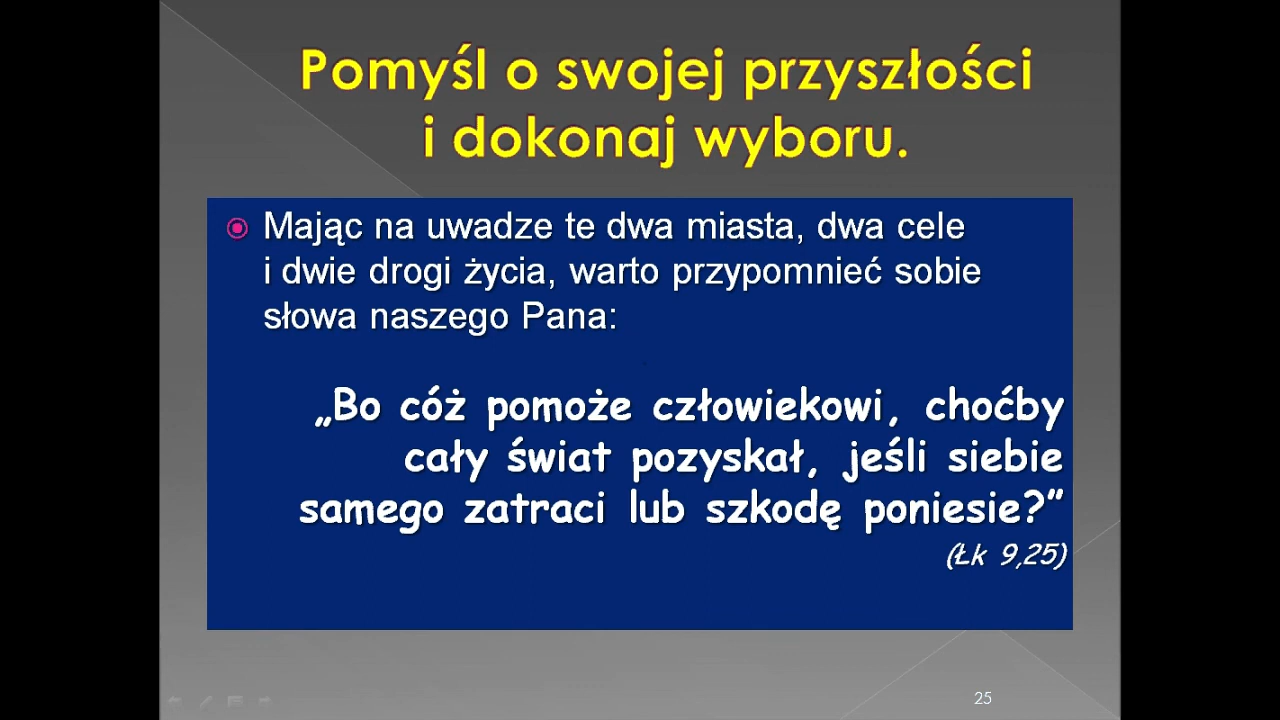 Pomyśl o swojej przyszłości
i dokonaj wyboru.
Mając na uwadze te dwa miasta, dwa cele
i dwie drogi życia, warto przypomnieć sobie
słowa naszego Pana:
„Bo cóż pomoże człowiekowi, choćby
cały świat pozyskał, jeśli siebie
samego zatraci lub szkodę poniesie?”
(Łk 9,25)
25